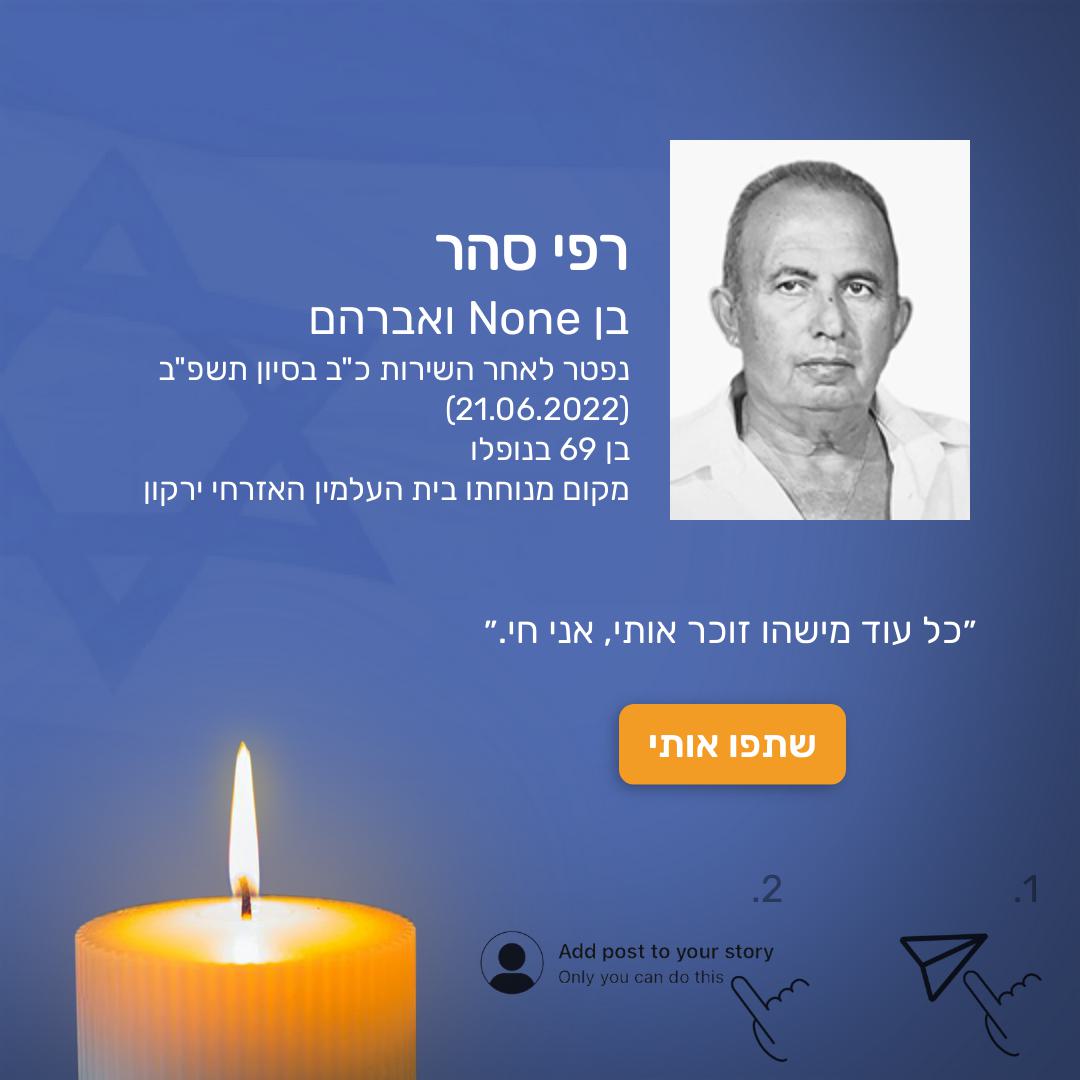 רפי סהר
בן None ואברהם
נפטר לאחר השירות כ"ב בסיון תשפ"ב
(21.06.2022)
בן 69 בנופלו
מקום מנוחתו בית העלמין האזרחי ירקון
״כל עוד מישהו זוכר אותי, אני חי.״
שתפו אותי
.1
.2
Add post to your story
Only you can do this